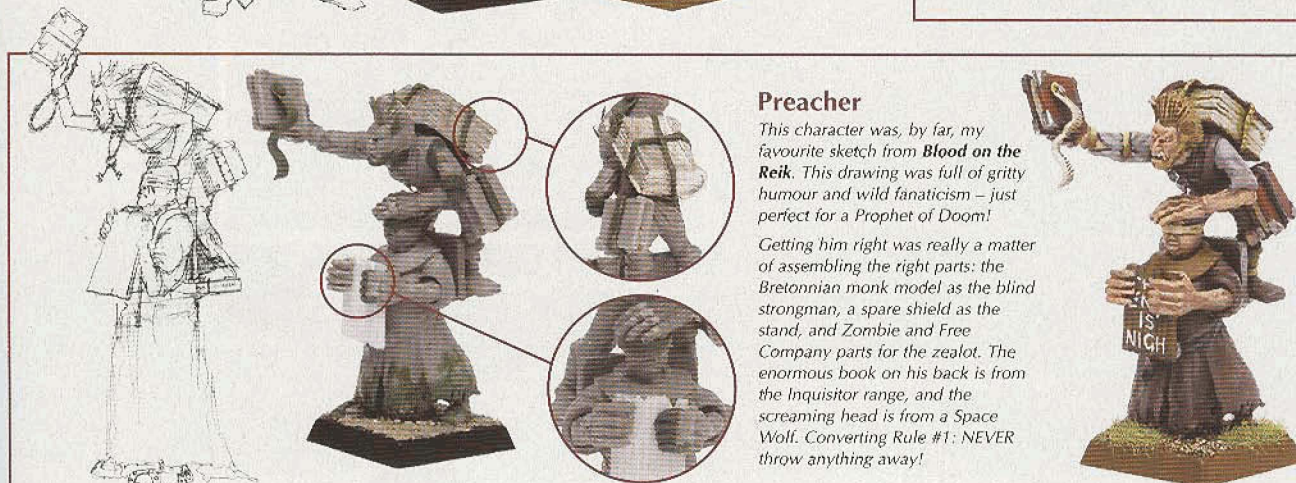 Preacher
This character was, by far, my
favourite sketch from Blood on the
Reik. This drawing was full of gritty
humour and wild fanaticism – just
perfect for a Prophet of Doom!
Getting him right was really a matter
of assembling the right parts: the
Bretonnian monk model as the blind
strongman, a spare shield as the
stand, and Zombie and Free
Company parts for the zealot. The
enormous book on his back is from
the Inquisitor range, and the
screaming head is from a Space
Wolf. Converting Rule #1: NEVER
throw anything away!
IS
NIGH